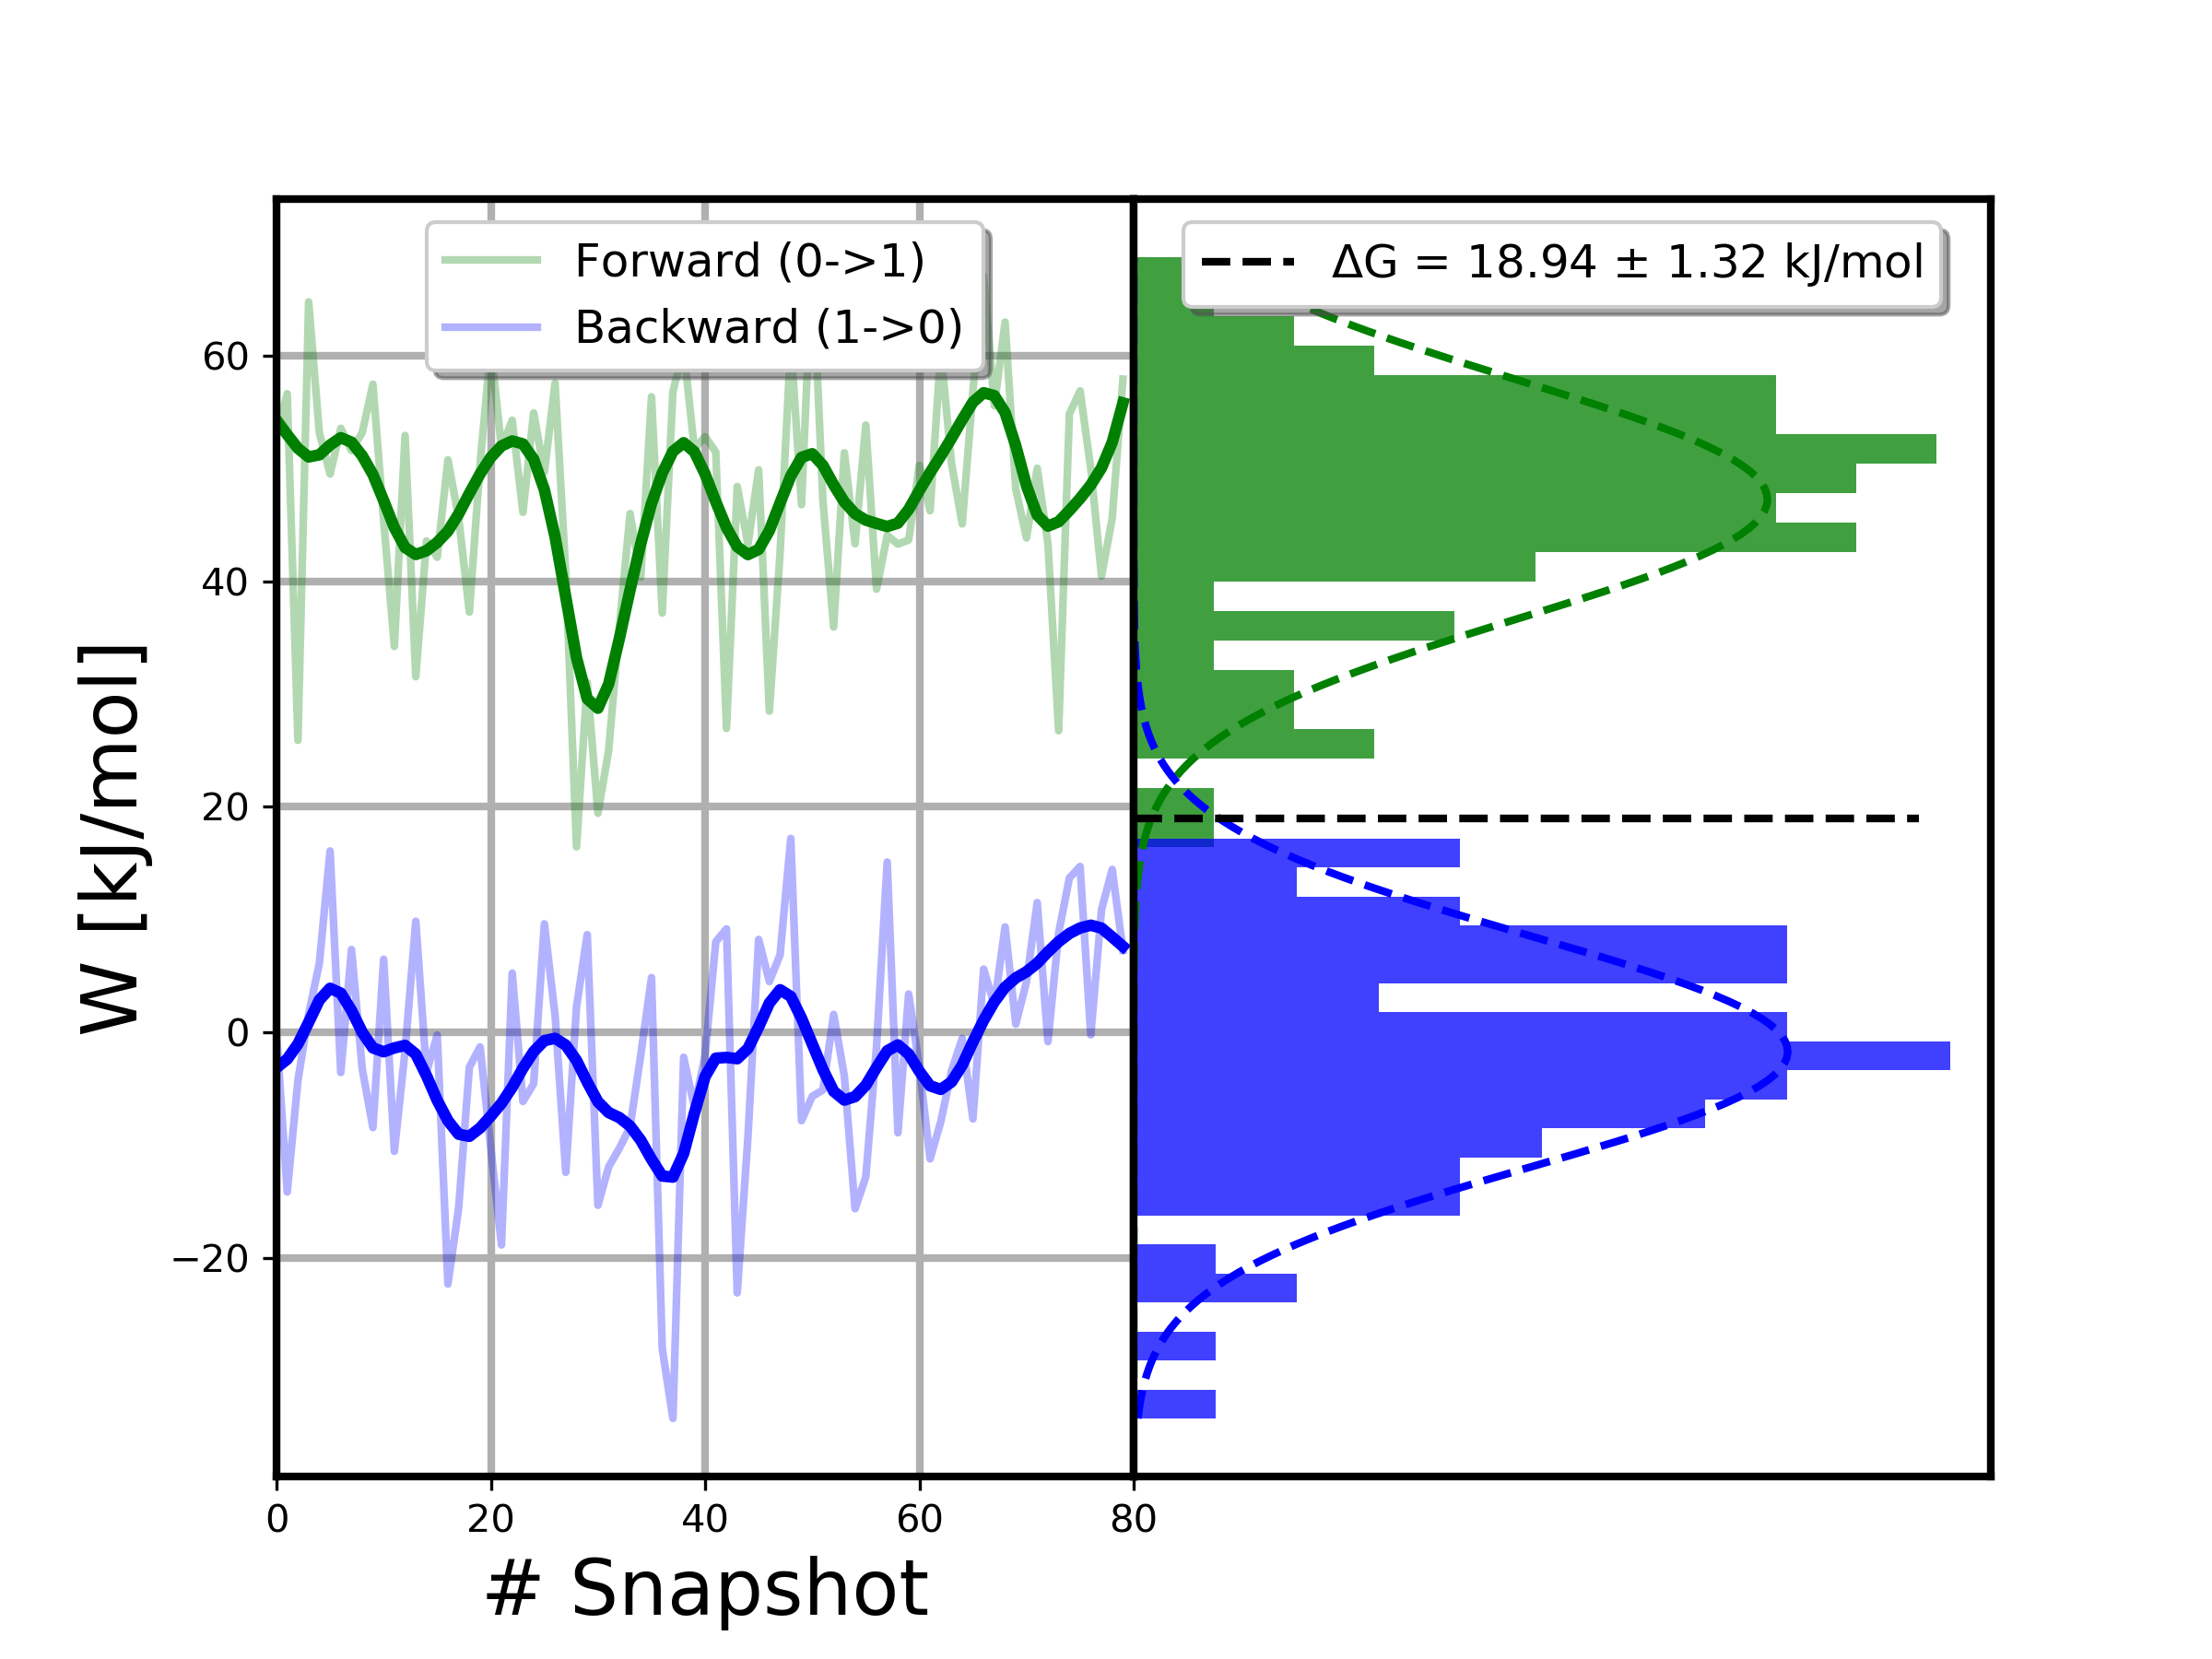 Forward (0->1)
Backward (1->0)
ΔG = 18.94 ± 1.32 kJ/mol
W [kJ/mol]
60
40
20
0
−20
0 20 40 60 80
# Snapshot